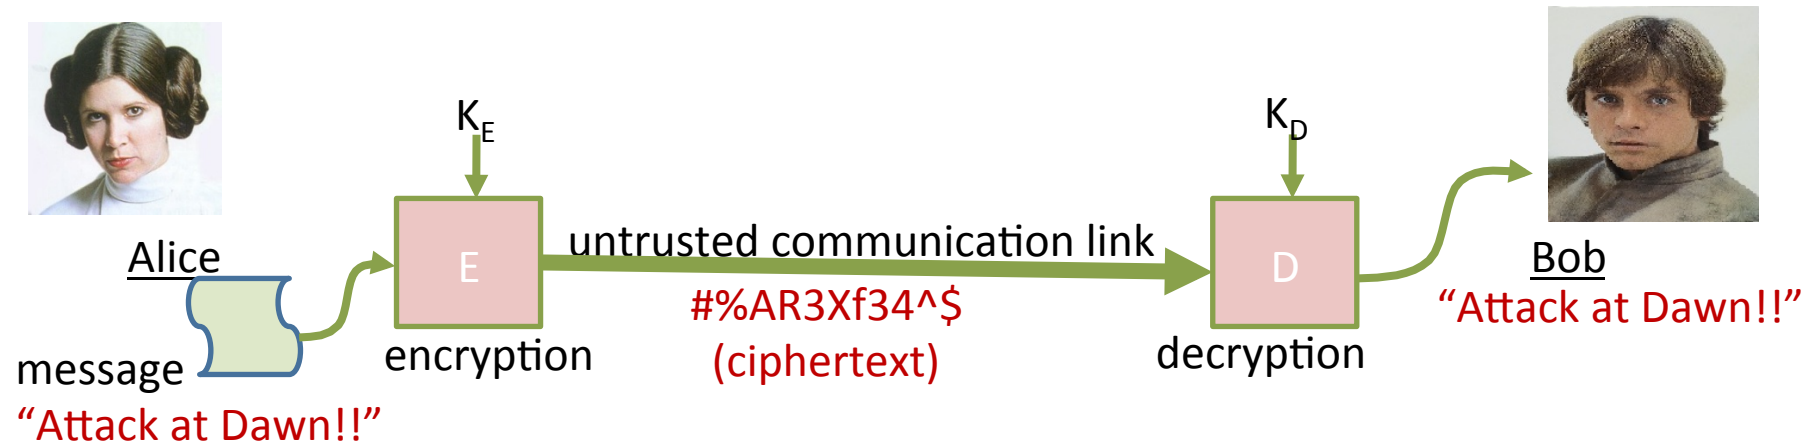 K_E
K_D
Alice
E
untrusted communication link
D
Bob
#%AR3Xf34^$
“Attack at Dawn!!”
encryption
(ciphertext)
decryption
message
“Attack at Dawn!!”